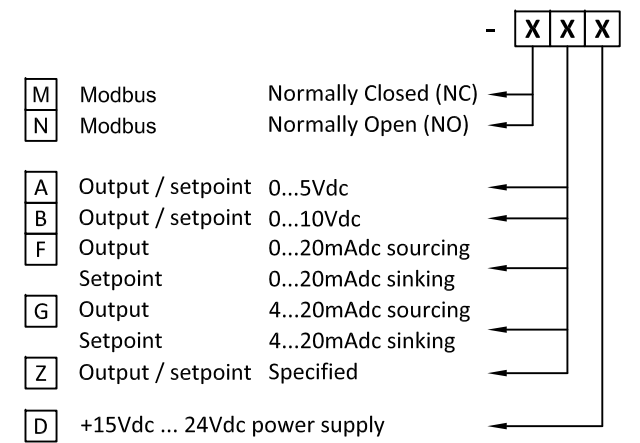 - X X X
M Modbus Normally Closed (NC)
N Modbus Normally Open (NO)
A Output / setpoint 0...5Vdc
B Output / setpoint 0...10Vdc
F Output 0...20mAdc sourcing
Setpoint 0...20mAdc sinking
G Output 4...20mAdc sourcing
Setpoint 4...20mAdc sinking
Z Output / setpoint Specified
D +15Vdc ... 24Vdc power supply